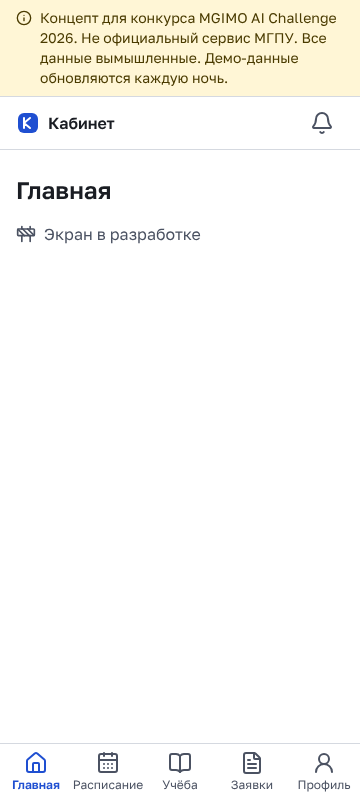 Концепт для конкурса MGIMO AI Challenge
2026. Не официальный сервис МГПУ. Все
данные вымышленные. Демо-данные
обновляются каждую ночь.
Кабинет
Главная
Экран в разработке
Главная
Расписание
Учёба
Заявки
Профиль